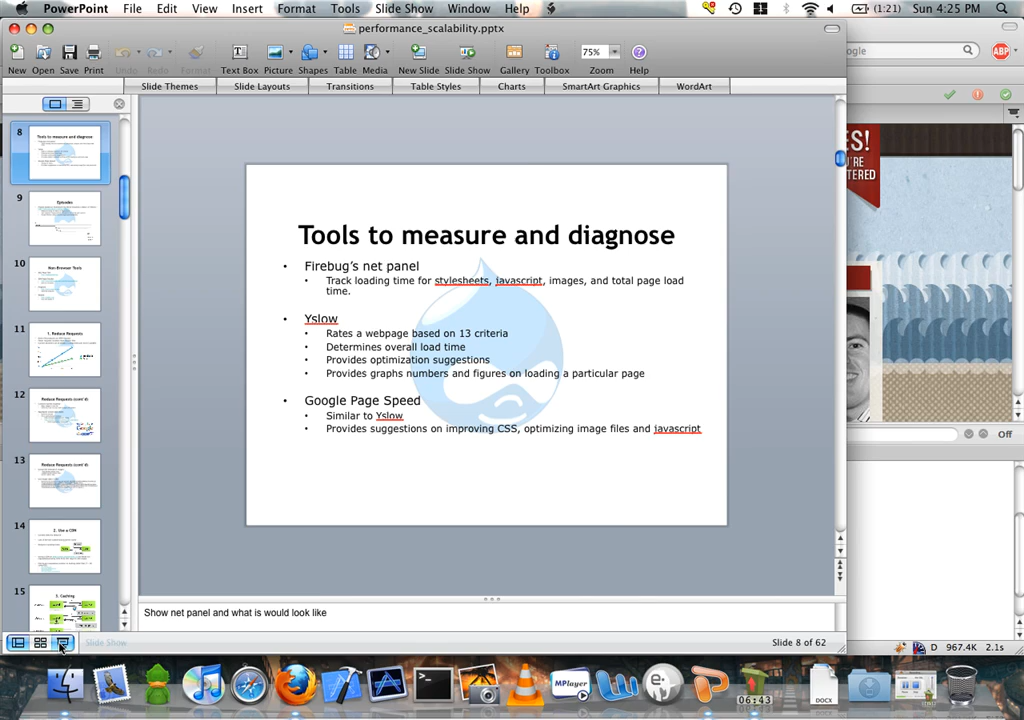 PowerPoint File Edit View Insert Format Tools Slide Show Window Help (1:21) Sun 4:25 PM
performance_scalability.pptx
ogle
ABP
75%
New Open Save Print Undo Redo Format Text Box Picture Shapes Table Media New Slide Slide Show Gallery Toolbox Zoom Help
Slide Themes Slide Layouts Transitions Table Styles Charts SmartArt Graphics WordArt
8
Tools to measure and diagnose
9
Episodes
10
Non Browser Tools
11
1. Reduce Requests
12
Reduce Requests (cont'd)
Google
13
Reduce Requests (cont'd)
14
2. Use a CDN
15
3. Caching
Tools to measure and diagnose
• Firebug's net panel
• Track loading time for stylesheets, javascript, images, and total page load
time.
• Yslow
• Rates a webpage based on 13 criteria
• Determines overall load time
• Provides optimization suggestions
• Provides graphs numbers and figures on loading a particular page
• Google Page Speed
• Similar to Yslow
• Provides suggestions on improving CSS, optimizing image files and javascript
ES!
'RE
TERED
Off
Show net panel and what is would look like
Slide Show
Slide 8 of 62
D 967.4K 2.1s
MPlayer
06:43
DOCX